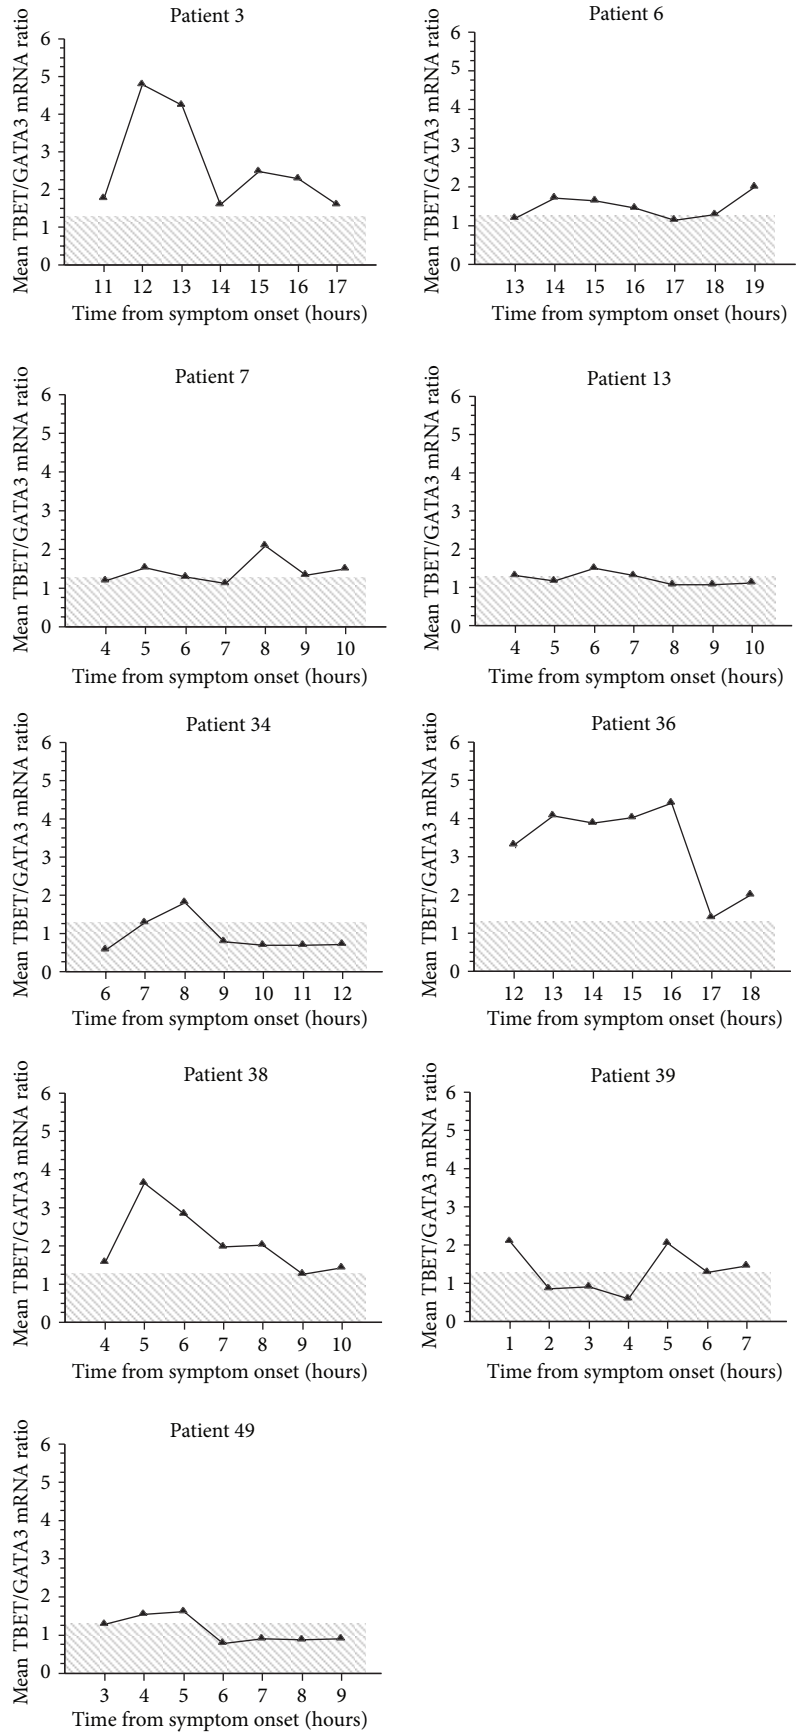 Patient 3
Mean TBET/GATA3 mRNA ratio
6
5
4
3
2
1
0
11 12 13 14 15 16 17
Time from symptom onset (hours)
Patient 6
Mean TBET/GATA3 mRNA ratio
6
5
4
3
2
1
0
13 14 15 16 17 18 19
Time from symptom onset (hours)
Patient 7
Mean TBET/GATA3 mRNA ratio
6
5
4
3
2
1
0
4 5 6 7 8 9 10
Time from symptom onset (hours)
Patient 13
Mean TBET/GATA3 mRNA ratio
6
5
4
3
2
1
0
4 5 6 7 8 9 10
Time from symptom onset (hours)
Patient 34
Mean TBET/GATA3 mRNA ratio
6
5
4
3
2
1
0
6 7 8 9 10 11 12
Time from symptom onset (hours)
Patient 36
Mean TBET/GATA3 mRNA ratio
6
5
4
3
2
1
0
12 13 14 15 16 17 18
Time from symptom onset (hours)
Patient 38
Mean TBET/GATA3 mRNA ratio
6
5
4
3
2
1
0
4 5 6 7 8 9 10
Time from symptom onset (hours)
Patient 39
Mean TBET/GATA3 mRNA ratio
6
5
4
3
2
1
0
1 2 3 4 5 6 7
Time from symptom onset (hours)
Patient 49
Mean TBET/GATA3 mRNA ratio
6
5
4
3
2
1
0
3 4 5 6 7 8 9
Time from symptom onset (hours)